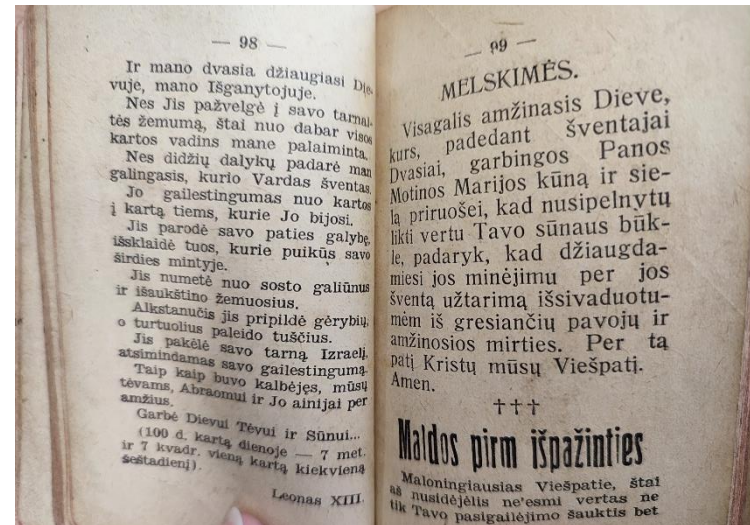 — 98 —
Ir mano dvasia džiaugiasi Die-
vuje, mano Išganytojuje.
Nes Jis pažvelgė į savo tarnai-
tės žemumą, štai nuo dabar visos
kartos vadins mane palaiminta.
Nes didžių dalykų padarė man
galingasis, kurio Vardas šventas.
Jo gailestingumas nuo kartos
į kartą tiems, kurie Jo bijosi.
Jis parodė savo paties galybę,
išsklaidė tuos, kurie puikūs savo
širdies mintyje.
Jis numetė nuo sosto galiūnus
ir išaukštino žemuosius.
Alkstanučis jis pripildė gėrybių,
o turtuolius paleido tuščius.
Jis pakėlė savo tarną Izraelį,
atsimindamas savo gailestingumą.
Taip kaip buvo kalbėjęs, mūsų
tėvams, Abraomui ir Jo ainijai per
amžius.
Garbė Dievui Tėvui ir Sūnui...
(100 d. kartą dienoje — 7 met.
ir 7 kvadr. vieną kartą kiekvieną
šeštadienį).
Leonas XIII.
— 99 —
MELSKIMĖS.
Visagalis amžinasis Dieve,
kurs, padedant šventajai
Dvasiai, garbingos Panos
Motinos Marijos kūną ir sie-
lą priruošei, kad nusipelnytų
likti vertu Tavo sūnaus būk-
le, padaryk, kad džiaugda-
miesi jos minėjimu per jos
šventą užtarimą išsivaduotu-
mėm iš gresiančių pavojų ir
amžinosios mirties. Per tą
patį Kristų mūsų Viešpatį.
Amen.
†††
Maldos pirm išpažinties
Maloningiausias Viešpatie, štai
aš nusidėjėlis ne'esmi vertas ne
tik Tavo pasigailėjimo šauktis bet